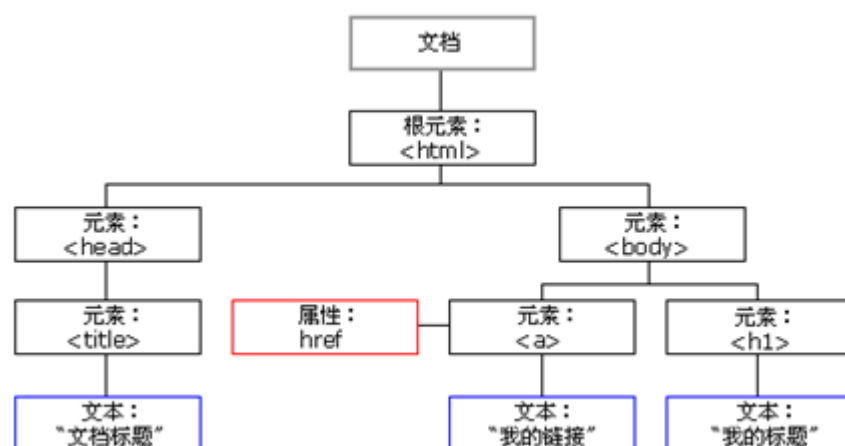 文档
根元素：
<html>
元素：
<head>
元素：
<body>
元素：
<title>
属性：
href
元素：
<a>
元素：
<h1>
文本：
“文档标题”
文本：
“我的链接”
文本：
“我的标题”